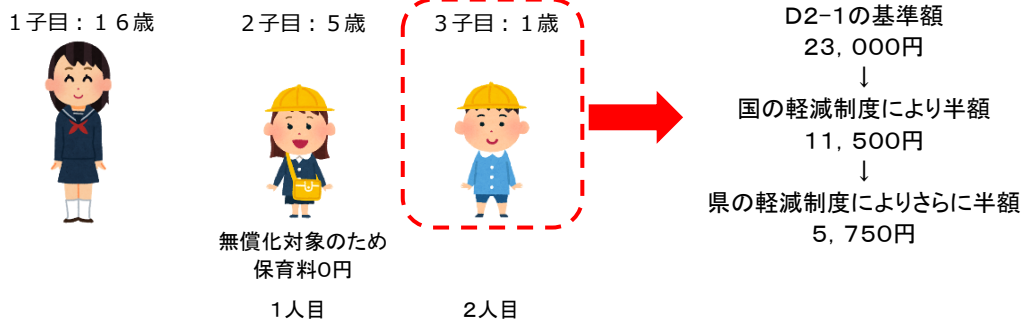 1子目：16歳
2子目：5歳
3子目：1歳
無償化対象のため
保育料0円
1人目
2人目
D2-1の基準額
23，000円
↓
国の軽減制度により半額
11，500円
↓
県の軽減制度によりさらに半額
5，750円